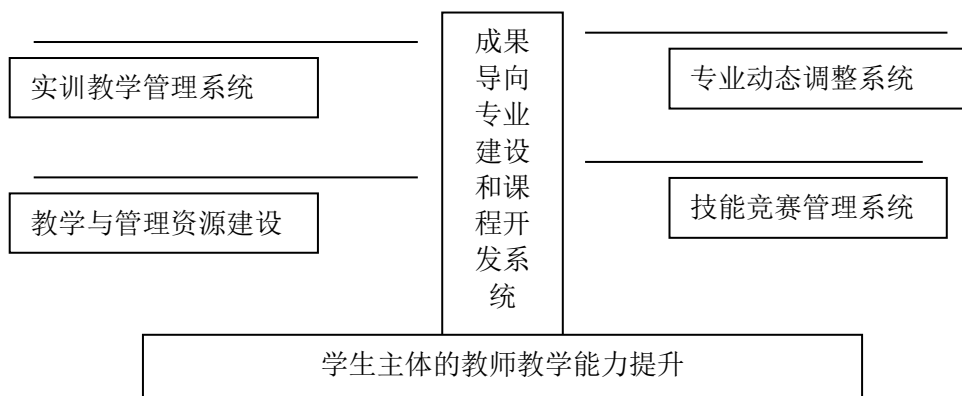 实训教学管理系统
教学与管理资源建设
成果
导向
专业
建设
和课
程开
发系
统
专业动态调整系统
技能竞赛管理系统
学生主体的教师教学能力提升